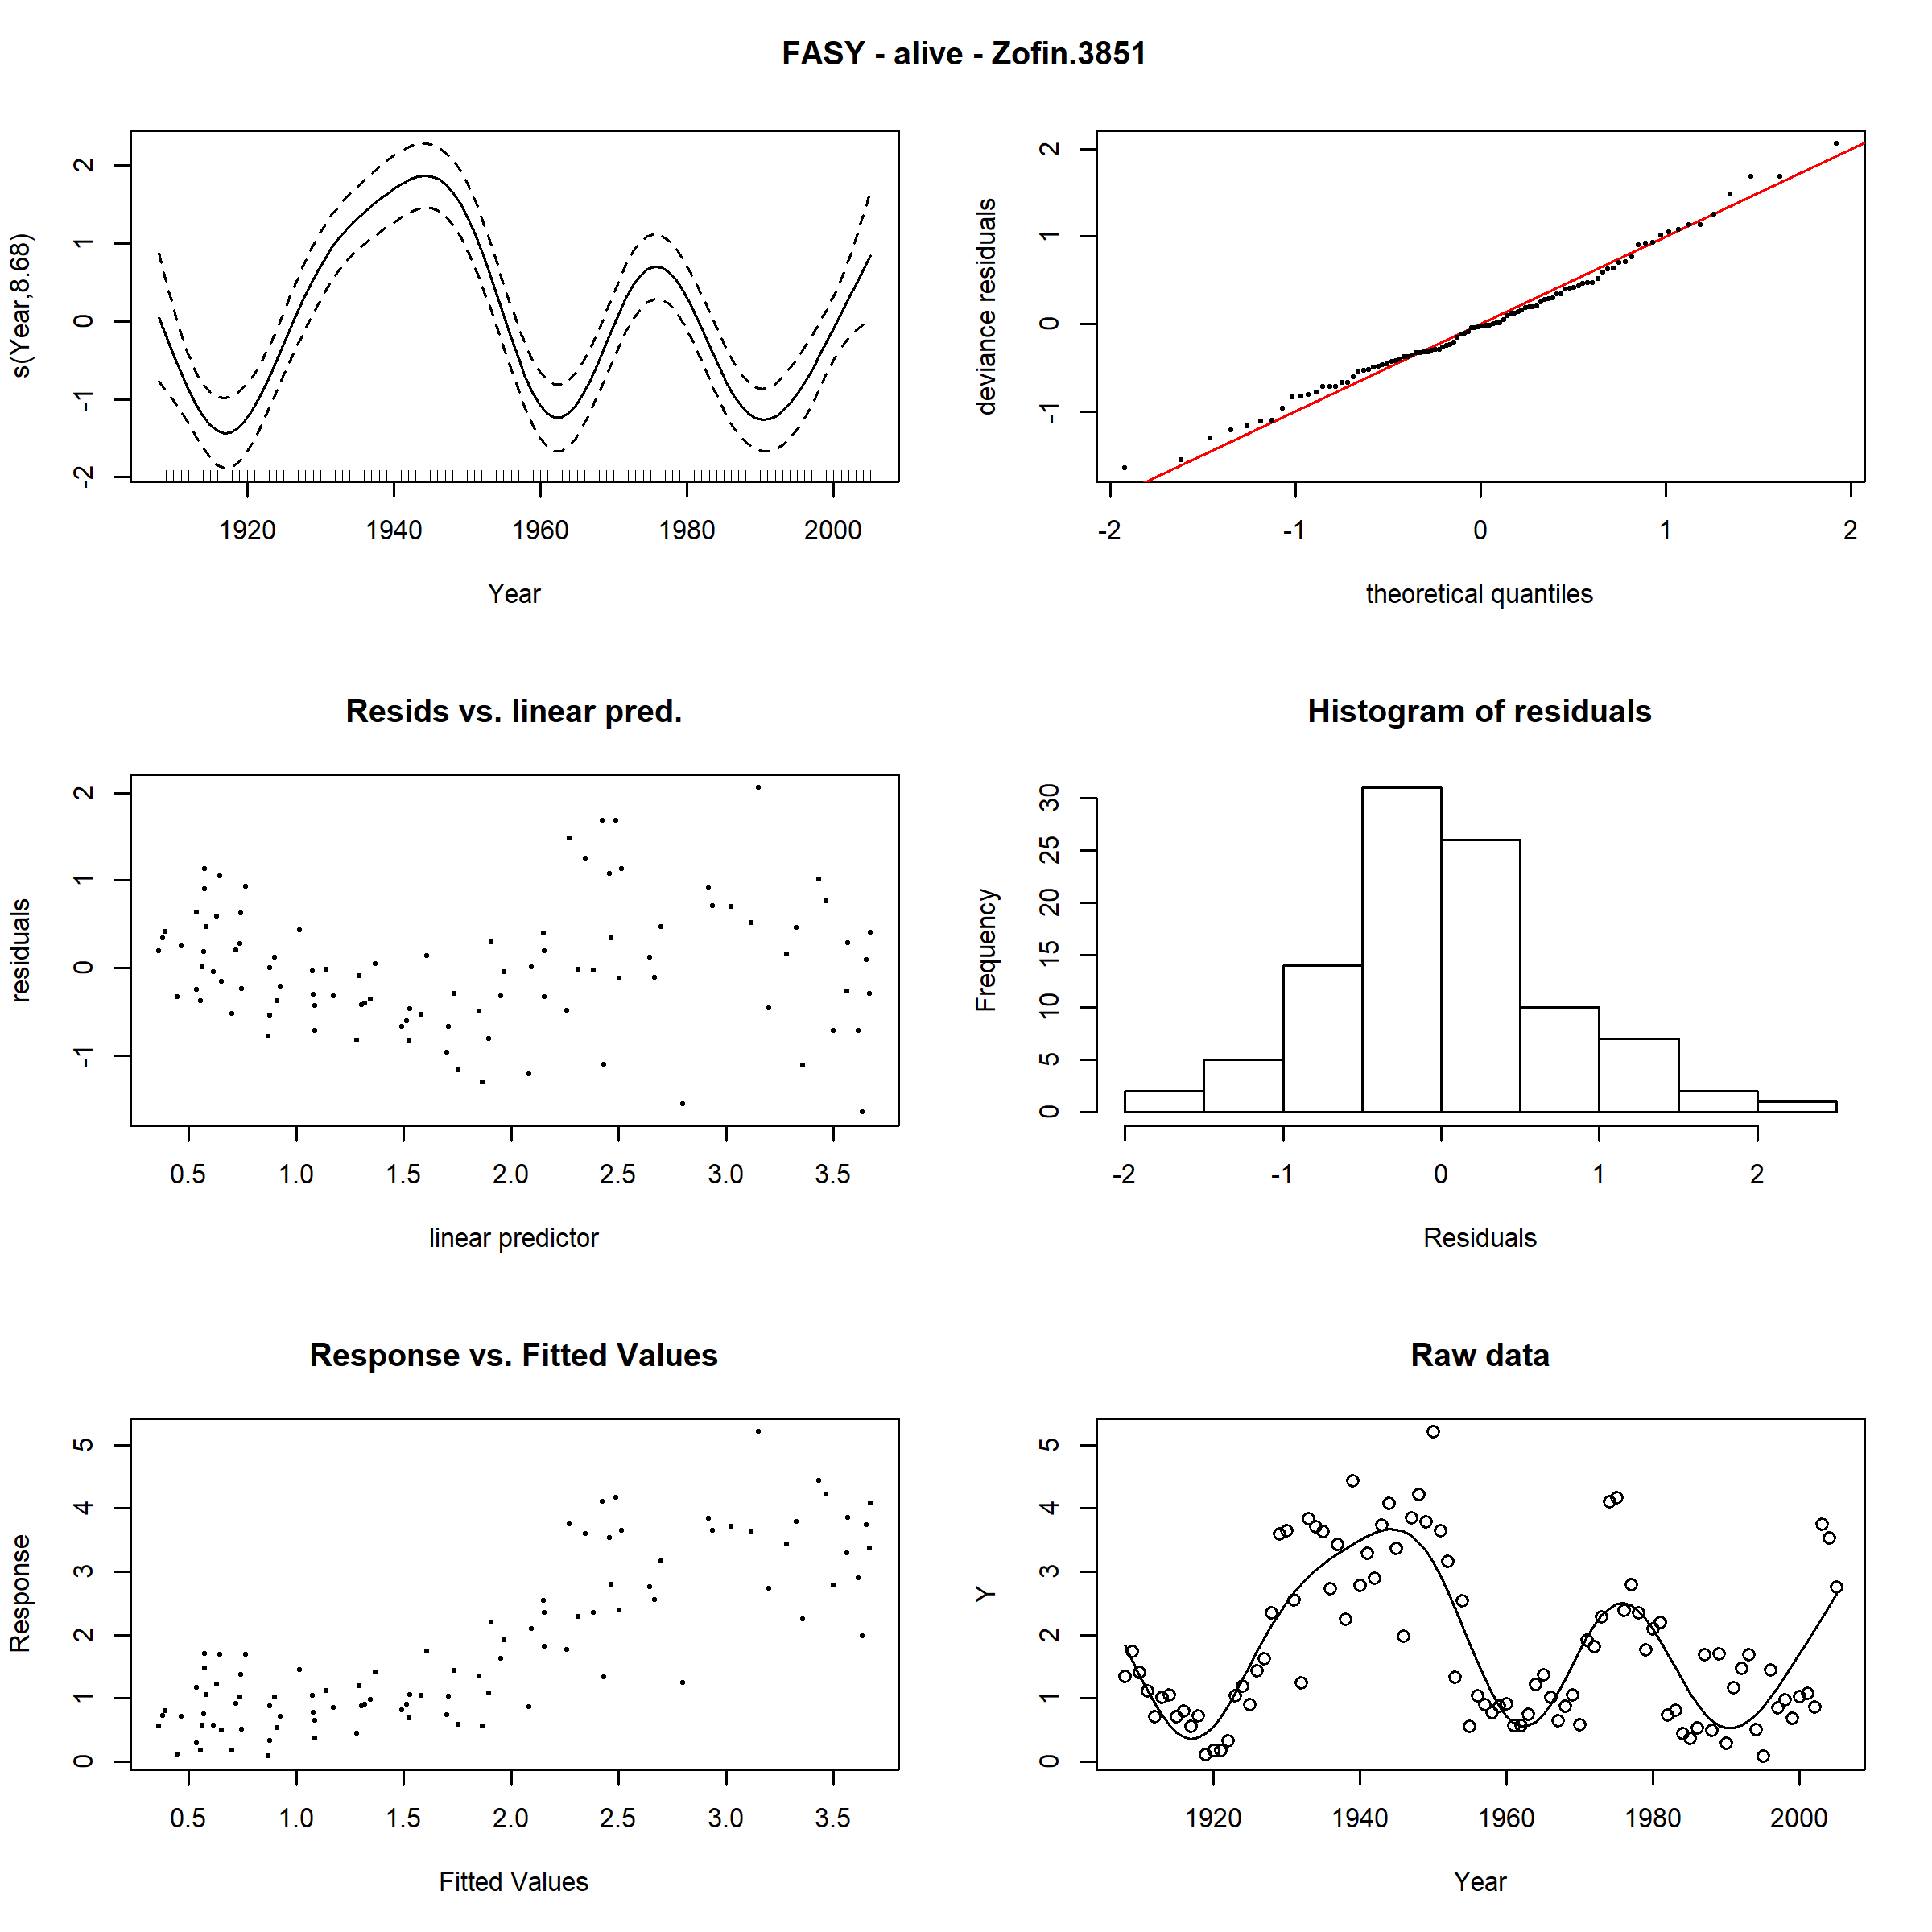 FASY - alive - Zofin.3851
s(Year,8.68)
-2 -1 0 1 2
1920 1940 1960 1980 2000
Year
deviance residuals
-1 0 1 2
-2 -1 0 1 2
theoretical quantiles
Resids vs. linear pred.
residuals
-1 0 1 2
0.5 1.0 1.5 2.0 2.5 3.0 3.5
linear predictor
Histogram of residuals
Frequency
0 5 10 15 20 25 30
-2 -1 0 1 2
Residuals
Response vs. Fitted Values
Response
0 1 2 3 4 5
0.5 1.0 1.5 2.0 2.5 3.0 3.5
Fitted Values
Raw data
Y
0 1 2 3 4 5
1920 1940 1960 1980 2000
Year